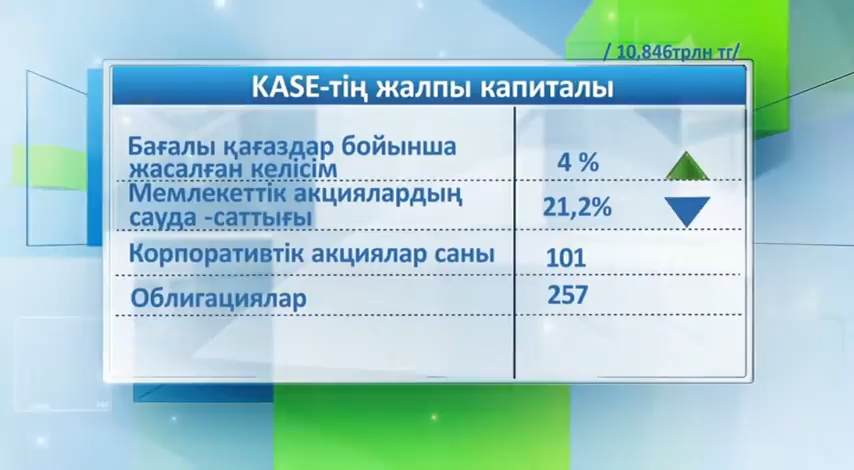 / 10,846трлн тг/
KASE-тің жалпы капиталы
Бағалы қағаздар бойынша
жасалған келісім
4 %
Мемлекеттік акциялардың
сауда -саттығы
21,2%
Корпоративтік акциялар саны
101
Облигациялар
257